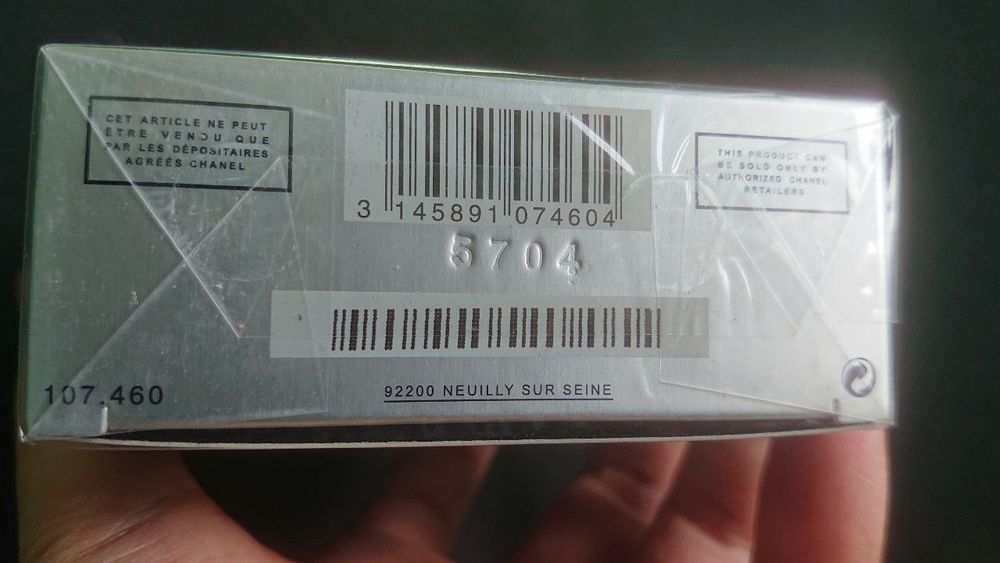 CET ARTICLE NE PEUT
ÊTRE VENDU QUE
PAR LES DÉPOSITAIRES
AGRÉÉS CHANEL
THIS PRODUCT CAN
BE SOLD ONLY BY
AUTHORIZED CHANEL
RETAILERS
3 145891 074604
5704
107.460
92200 NEUILLY SUR SEINE